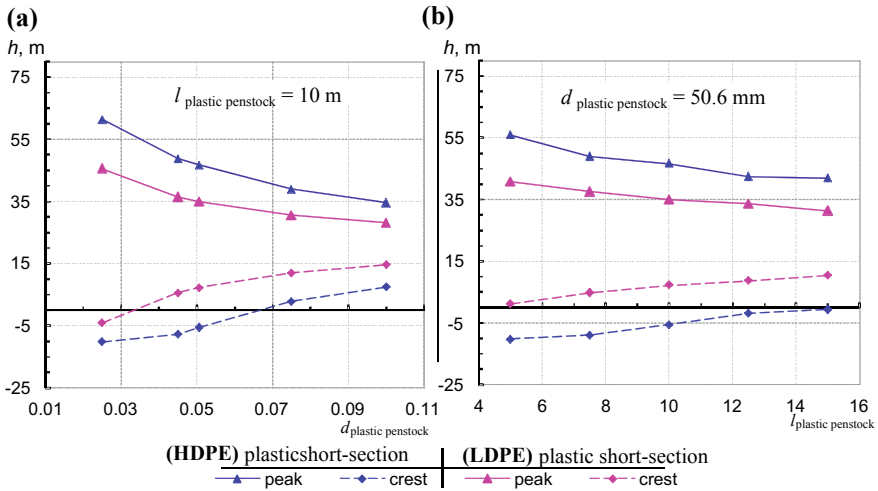 (a)
h, m
75
55
35
15
-5
-25
0.01 0.03 0.05 0.07 0.09 0.11
l plastic penstock = 10 m
d plastic penstock
(b)
h, m
75
55
35
15
-5
-25
4 6 8 10 12 14 16
d plastic penstock = 50.6 mm
l plastic penstock
(HDPE) plasticshort-section (LDPE) plastic short-section
peak crest peak crest